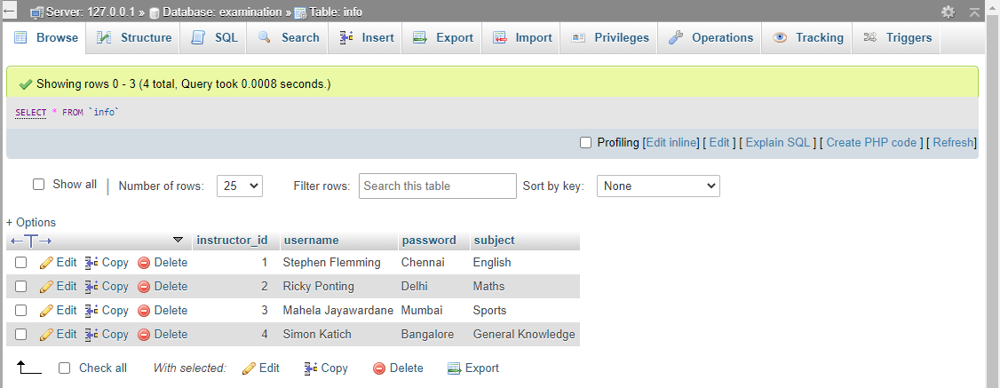 Server: 127.0.0.1 » Database: examination » Table: info
Browse Structure SQL Search Insert Export Import Privileges Operations Tracking Triggers
Showing rows 0 - 3 (4 total, Query took 0.0008 seconds.)
SELECT * FROM `info`
Profiling [Edit inline] [ Edit ] [ Explain SQL ] [ Create PHP code ] [ Refresh]
Show all | Number of rows: 25 Filter rows: Search this table Sort by key: None
+ Options
←T→ instructor_id username password subject
Edit Copy Delete 1 Stephen Flemming Chennai English
Edit Copy Delete 2 Ricky Ponting Delhi Maths
Edit Copy Delete 3 Mahela Jayawardane Mumbai Sports
Edit Copy Delete 4 Simon Katich Bangalore General Knowledge
Check all With selected: Edit Copy Delete Export